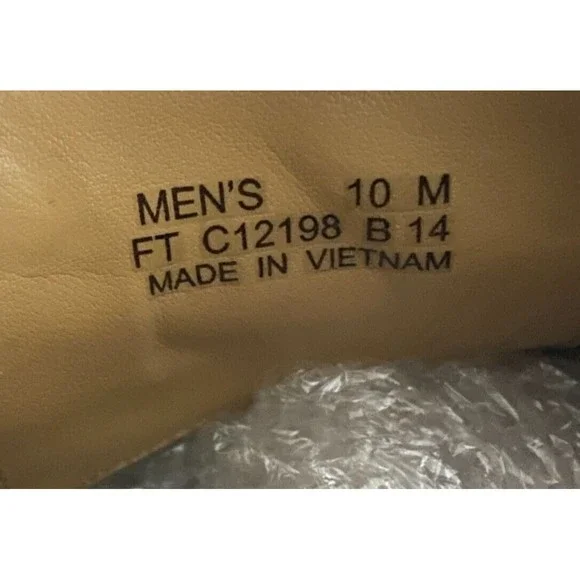 MEN'S 10 M
FT C12198 B 14
MADE IN VIETNAM